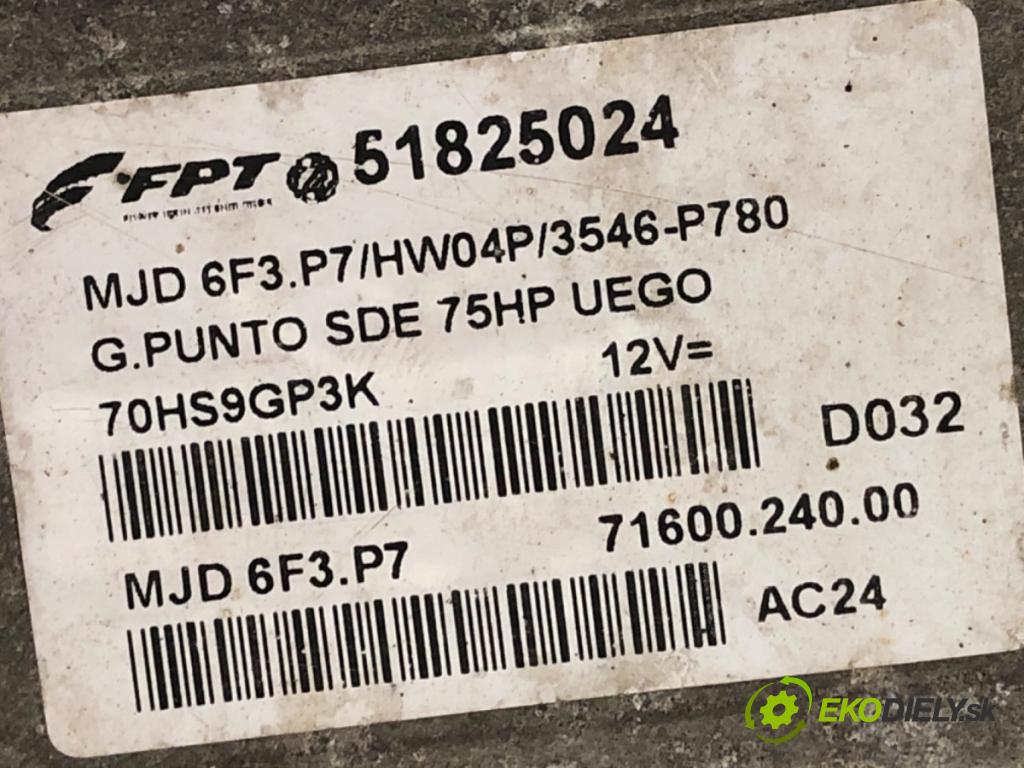 FPT 51825024
MJD 6F3.P7/HW04P/3546-P780
G.PUNTO SDE 75HP UEGO
70HS9GP3K 12V=
D032
MJD 6F3.P7 71600.240.00
AC24
EKODIELY.sk